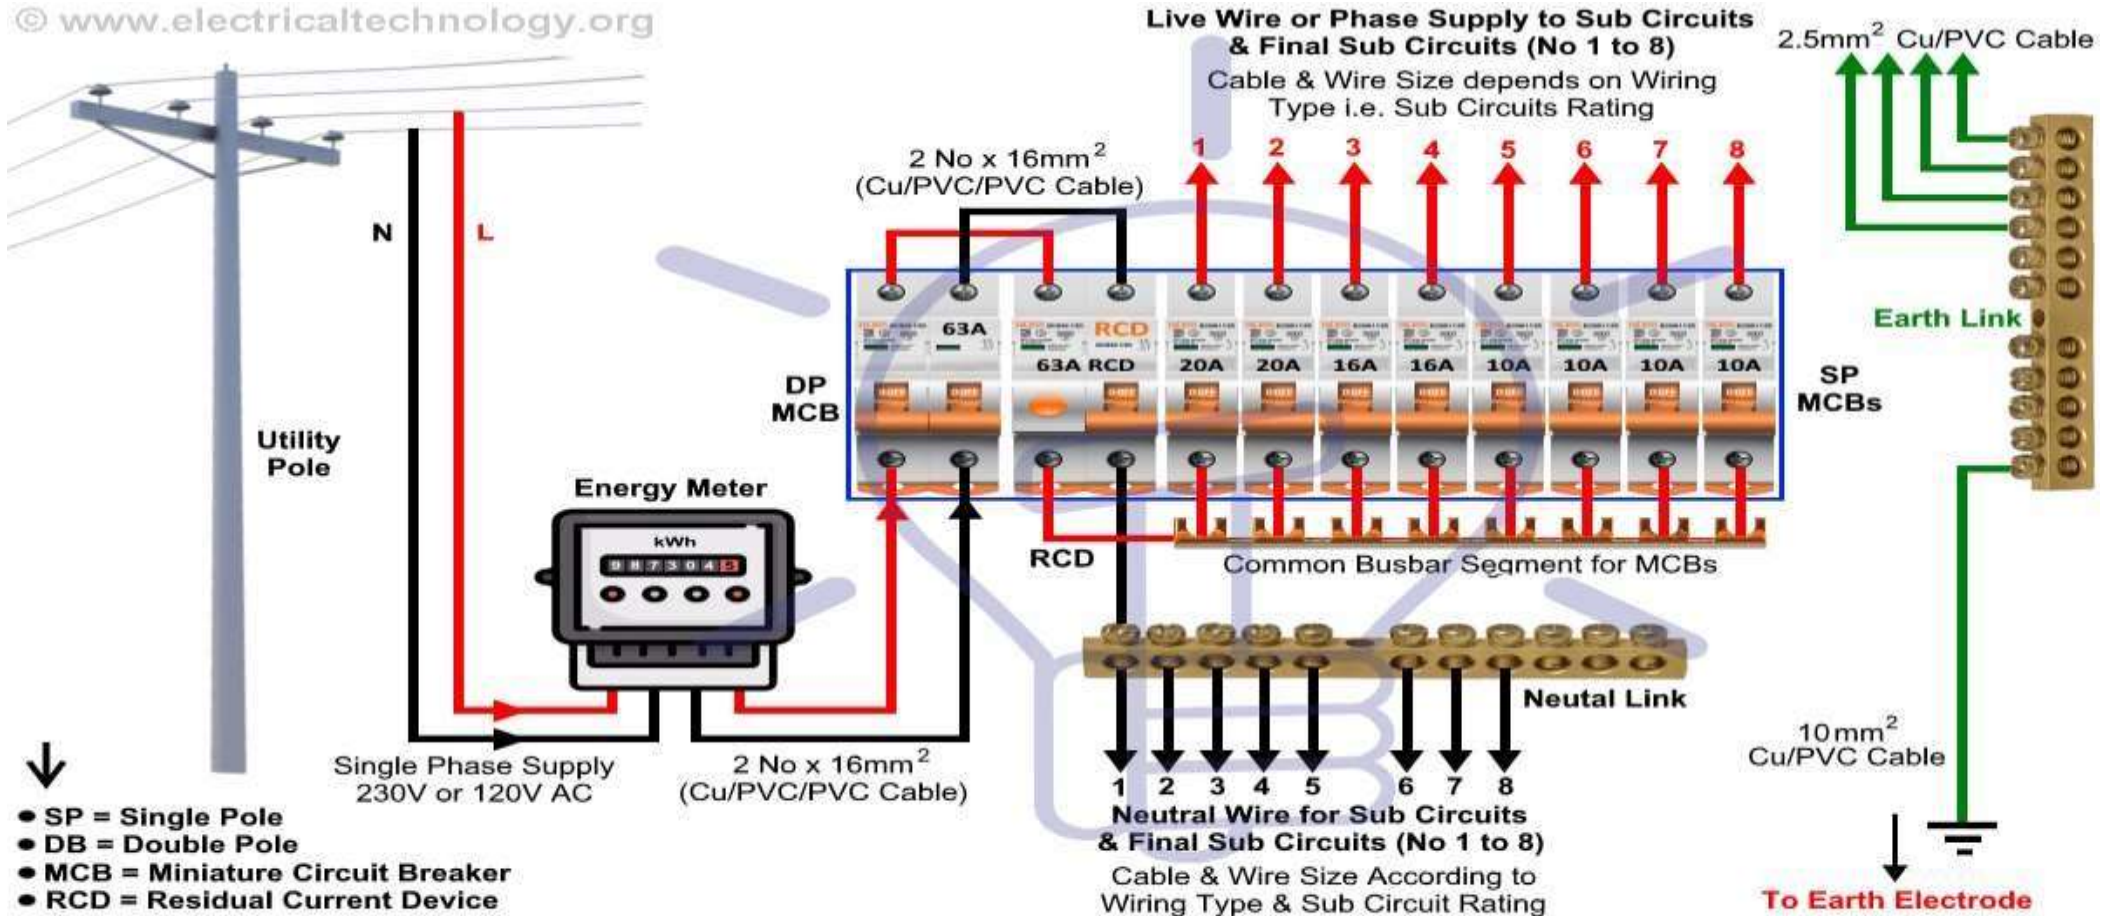 © www.electricaltechnology.org
Live Wire or Phase Supply to Sub Circuits
& Final Sub Circuits (No 1 to 8)
Cable & Wire Size depends on Wiring
Type i.e. Sub Circuits Rating
2.5mm² Cu/PVC Cable
2 No x 16mm²
(Cu/PVC/PVC Cable)
1 2 3 4 5 6 7 8
N L
63A
RCD
63A RCD
20A 20A 16A 16A 10A 10A 10A 10A
DP
MCB
SP
MCBs
Earth Link
Utility
Pole
Energy Meter
kWh
9 8 7 3 0 4 5
RCD
Common Busbar Segment for MCBs
Neutal Link
Single Phase Supply
230V or 120V AC
2 No x 16mm²
(Cu/PVC/PVC Cable)
1 2 3 4 5 6 7 8
Neutral Wire for Sub Circuits
& Final Sub Circuits (No 1 to 8)
Cable & Wire Size According to
Wiring Type & Sub Circuit Rating
10mm²
Cu/PVC Cable
To Earth Electrode
SP = Single Pole
DB = Double Pole
MCB = Miniature Circuit Breaker
RCD = Residual Current Device